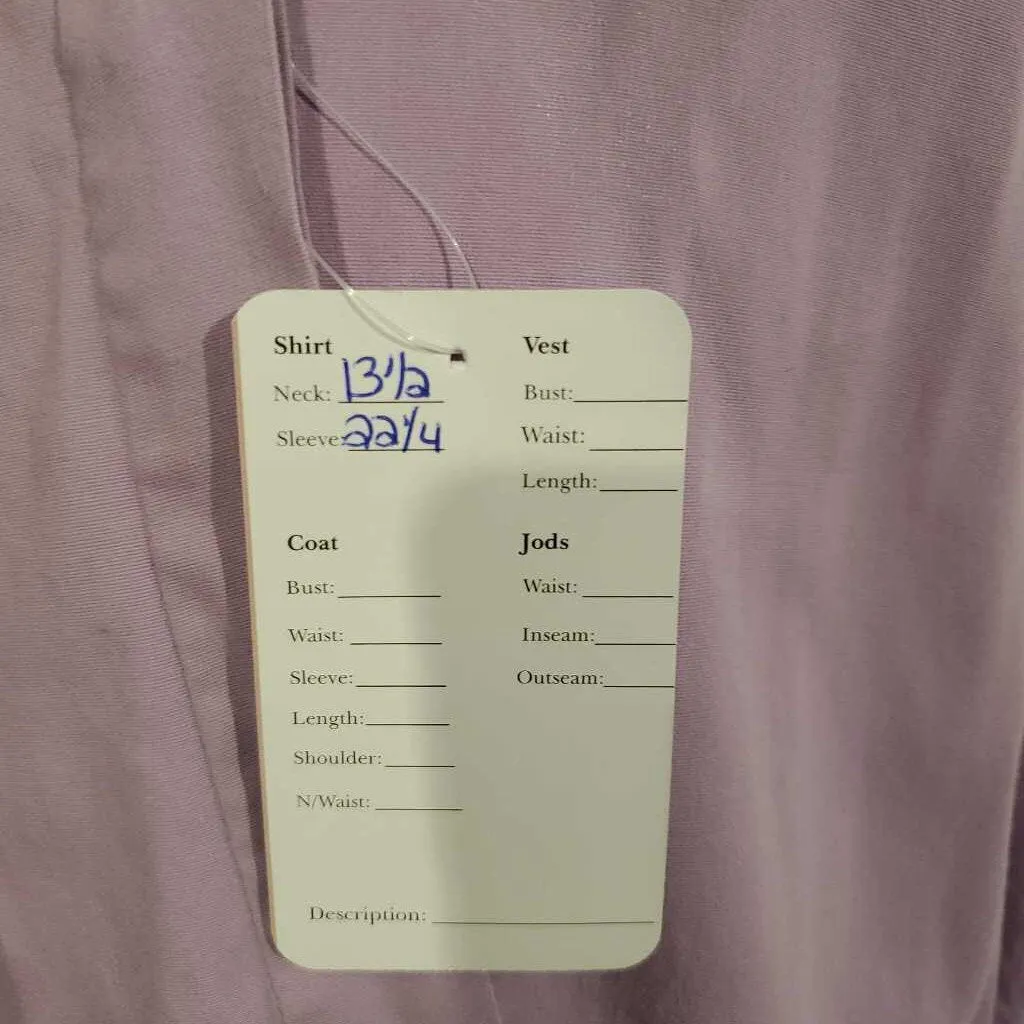 Shirt
Neck: 13 1/2
Sleeve: 22 1/4
Vest
Bust:
Waist:
Length:
Coat
Bust:
Waist:
Sleeve:
Length:
Shoulder:
N/Waist:
Jods
Waist:
Inseam:
Outseam:
Description: